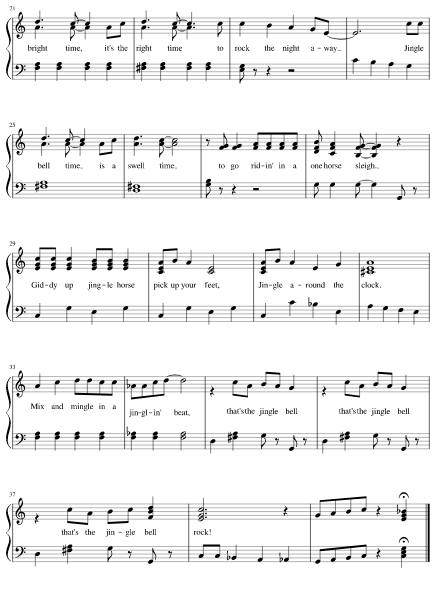 21
bright time, it's the right time to rock the night a-way. Jingle
25
bell time, is a swell time, to go rid-in' in a one horse sleigh.
29
Gid-dy up jing-le horse pick up your feet, Jin-gle a-round the clock.
33
Mix and mingle in a jin-gl-in' beat, that's the jingle bell that's the jingle bell
37
that's the jin-gle bell rock!